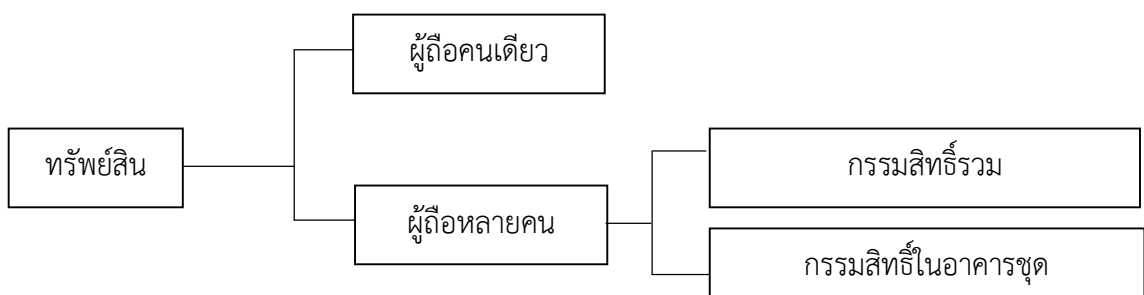 ผู้ถือคนเดียว
ทรัพย์สิน
กรรมสิทธิ์รวม
ผู้ถือหลายคน
กรรมสิทธิ์ในอาคารชุด